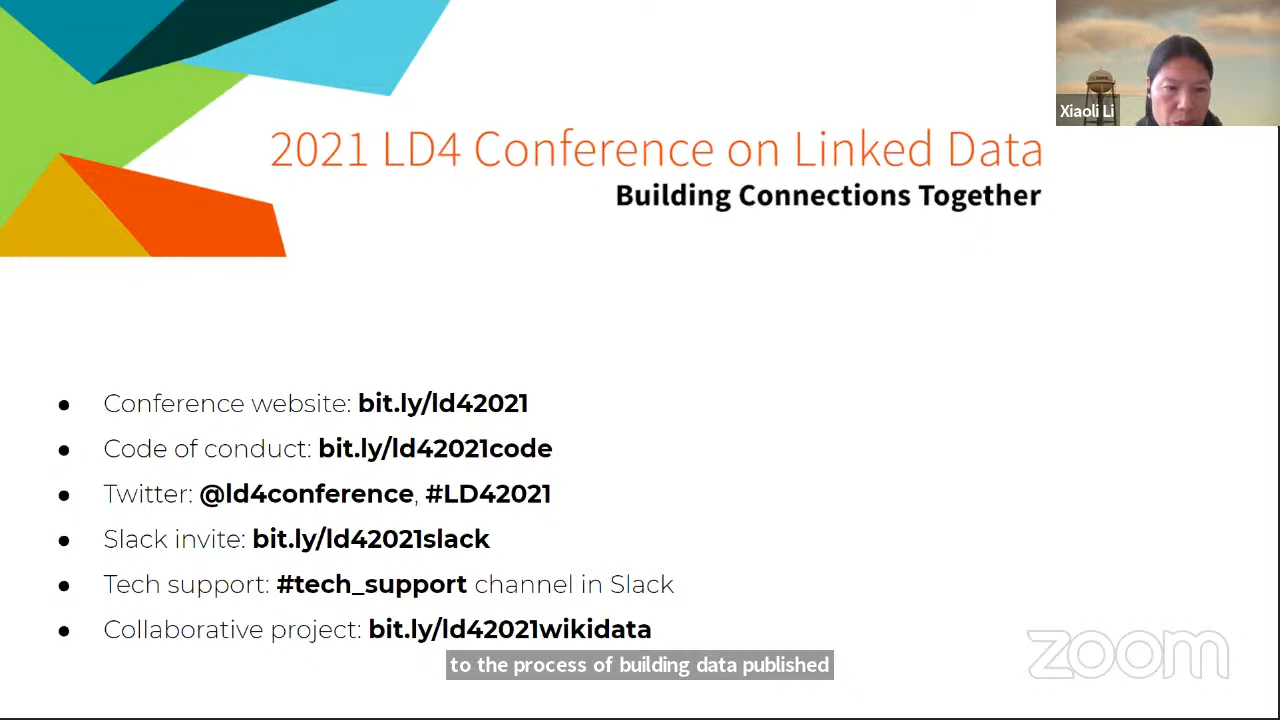 2021 LD4 Conference on Linked Data
Building Connections Together
Xiaoli Li
● Conference website: bit.ly/ld42021
● Code of conduct: bit.ly/ld42021code
● Twitter: @ld4conference, #LD42021
● Slack invite: bit.ly/ld42021slack
● Tech support: #tech_support channel in Slack
● Collaborative project: bit.ly/ld42021wikidata
to the process of building data published
zoom